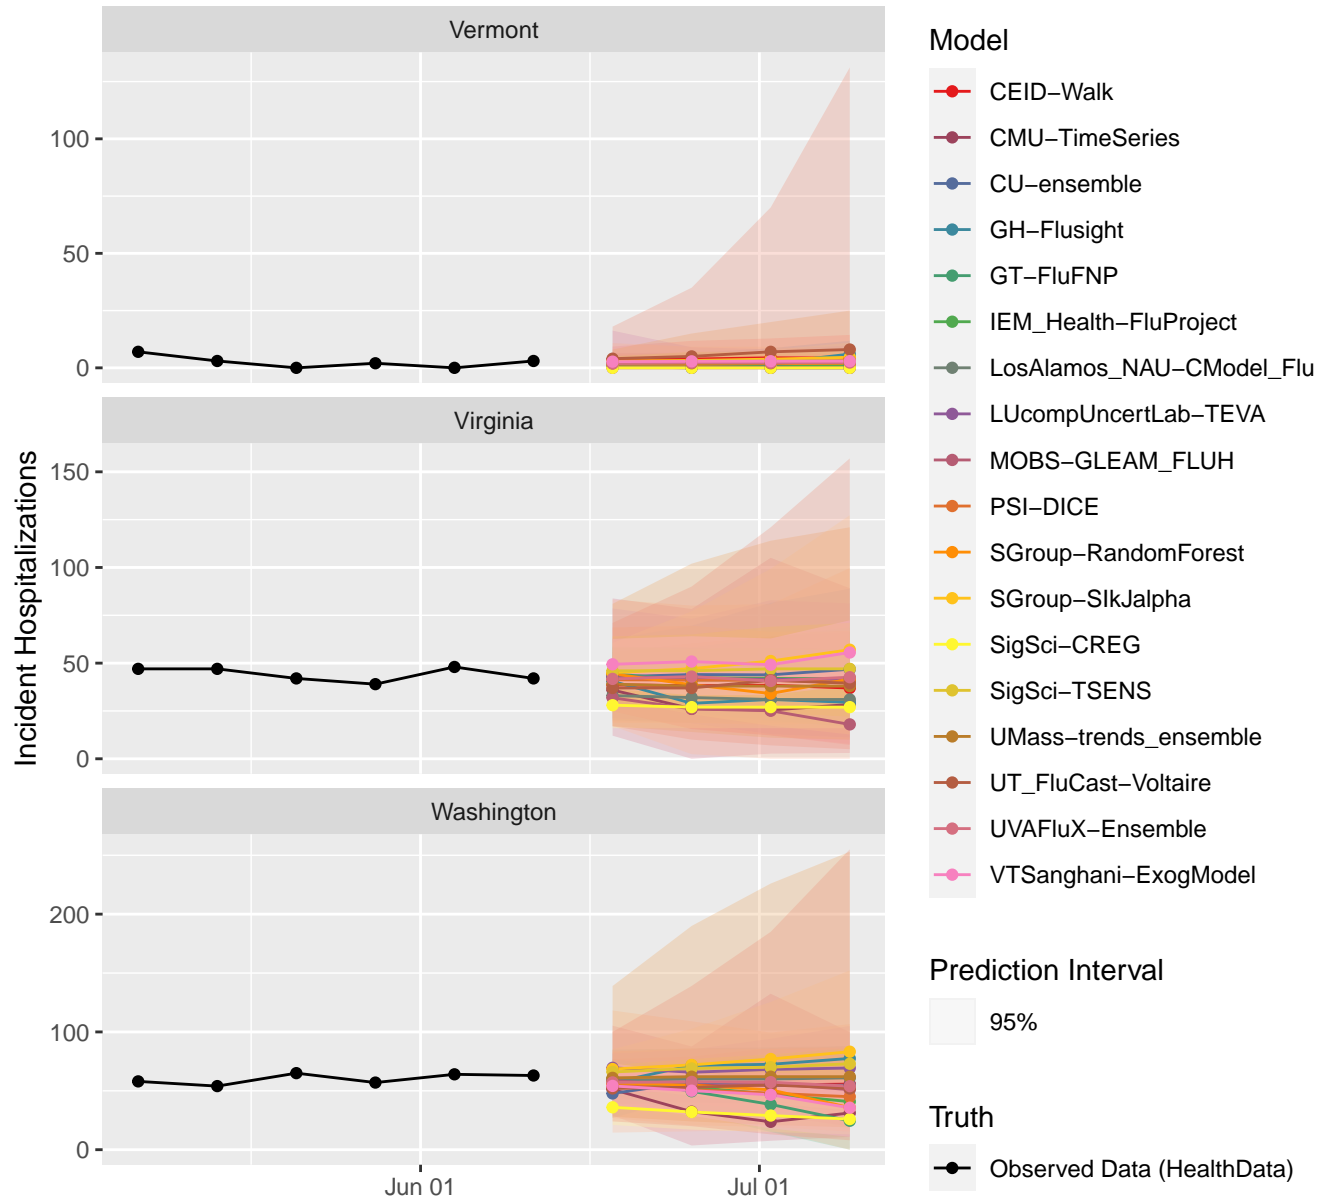 Vermont
100
50
0
Virginia
150
100
50
0
Washington
200
100
0
Jun 01
Jul 01
Incident Hospitalizations
Model
CEID−Walk
CMU−TimeSeries
CU−ensemble
GH−Flusight
GT−FluFNP
IEM_Health−FluProject
LosAlamos_NAU−CModel_Flu
LUcompUncertLab−TEVA
MOBS−GLEAM_FLUH
PSI−DICE
SGroup−RandomForest
SGroup−SIkJalpha
SigSci−CREG
SigSci−TSENS
UMass−trends_ensemble
UT_FluCast−Voltaire
UVAFluX−Ensemble
VTSanghani−ExogModel
Prediction Interval
95%
Truth
Observed Data (HealthData)